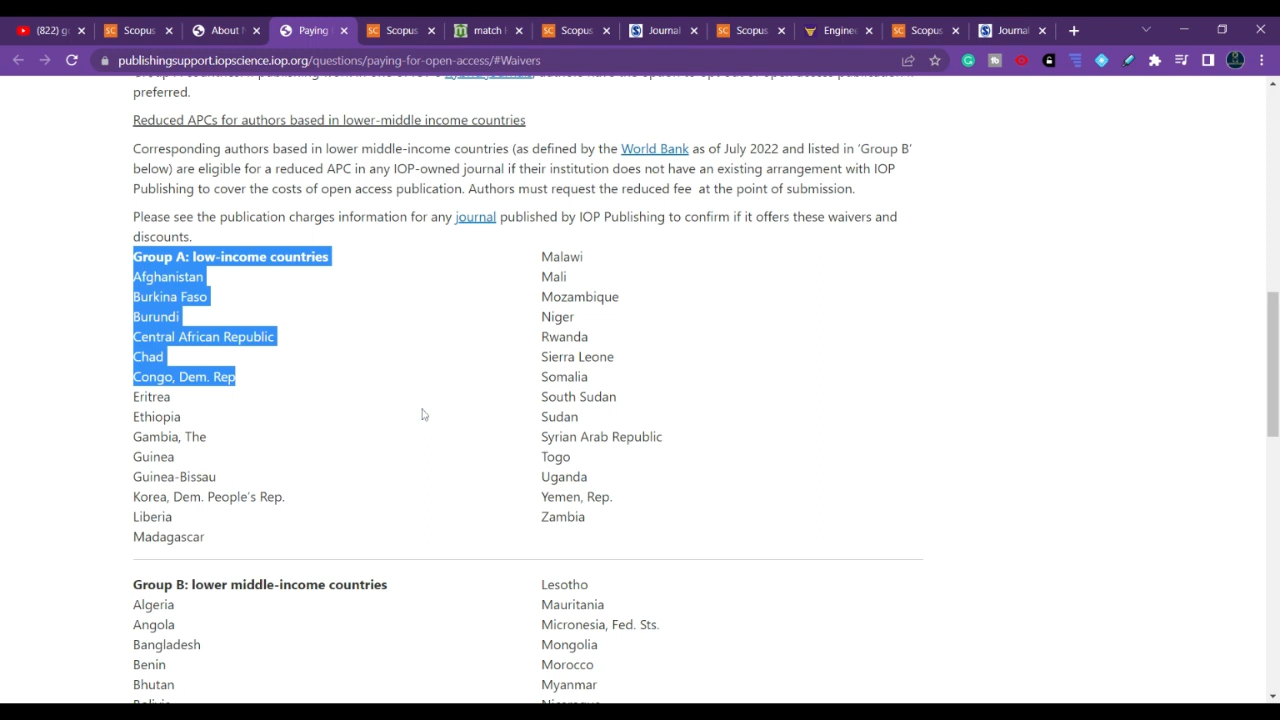 (822) g
Scopus
About
Paying
Scopus
match
Scopus
Journal
Scopus
Enginee
Scopus
Journal
publishingsupport.iopscience.iop.org/questions/paying-for-open-access/#Waivers
preferred.
Reduced APCs for authors based in lower-middle income countries
Corresponding authors based in lower middle-income countries (as defined by the World Bank as of July 2022 and listed in ‘Group B’
below) are eligible for a reduced APC in any IOP-owned journal if their institution does not have an existing arrangement with IOP
Publishing to cover the costs of open access publication. Authors must request the reduced fee at the point of submission.
Please see the publication charges information for any journal published by IOP Publishing to confirm if it offers these waivers and
discounts.
Group A: low-income countries
Afghanistan
Burkina Faso
Burundi
Central African Republic
Chad
Congo, Dem. Rep
Eritrea
Ethiopia
Gambia, The
Guinea
Guinea-Bissau
Korea, Dem. People’s Rep.
Liberia
Madagascar
Malawi
Mali
Mozambique
Niger
Rwanda
Sierra Leone
Somalia
South Sudan
Sudan
Syrian Arab Republic
Togo
Uganda
Yemen, Rep.
Zambia
Group B: lower middle-income countries
Algeria
Angola
Bangladesh
Benin
Bhutan
Lesotho
Mauritania
Micronesia, Fed. Sts.
Mongolia
Morocco
Myanmar